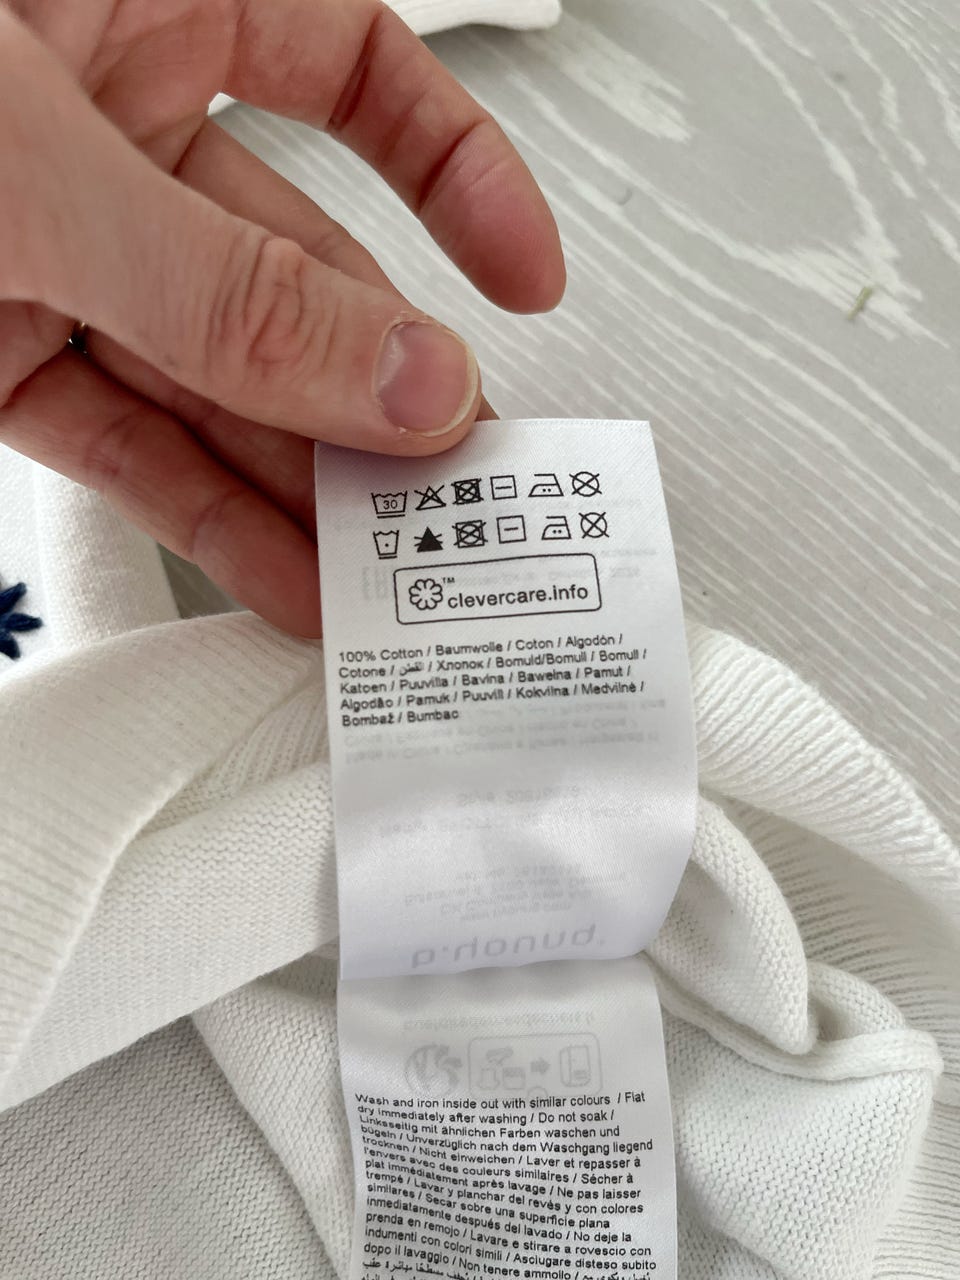 30
clevercare.info™
100% Cotton / Baumwolle / Coton / Algodón /
Cotone / القطن / Хлопок / Bomuld/Bomull / Bomull /
Katoen / Puuvilla / Bavlna / Bawełna / Pamut /
Algodão / Pamuk / Puuvill / Kokvilna / Medvilnė /
Bombaž / Bumbac
Wash and iron inside out with similar colours / Flat
dry immediately after washing / Do not soak /
Linksseitig mit ähnlichen Farben waschen und
bügeln / Unverzüglich nach dem Waschgang liegend
trocknen / Nicht einweichen / Laver et repasser à
l'envers avec des couleurs similaires / Sécher à
plat immédiatement après lavage / Ne pas laisser
trempé / Lavar y planchar del revés y con colores
similares / Secar sobre una superficie plana
inmediatamente después del lavado / No deje la
prenda en remojo / Lavare e stirare a rovescio con
indumenti con colori simili / Asciugare disteso subito
dopo il lavaggio / Non tenere ammollo /